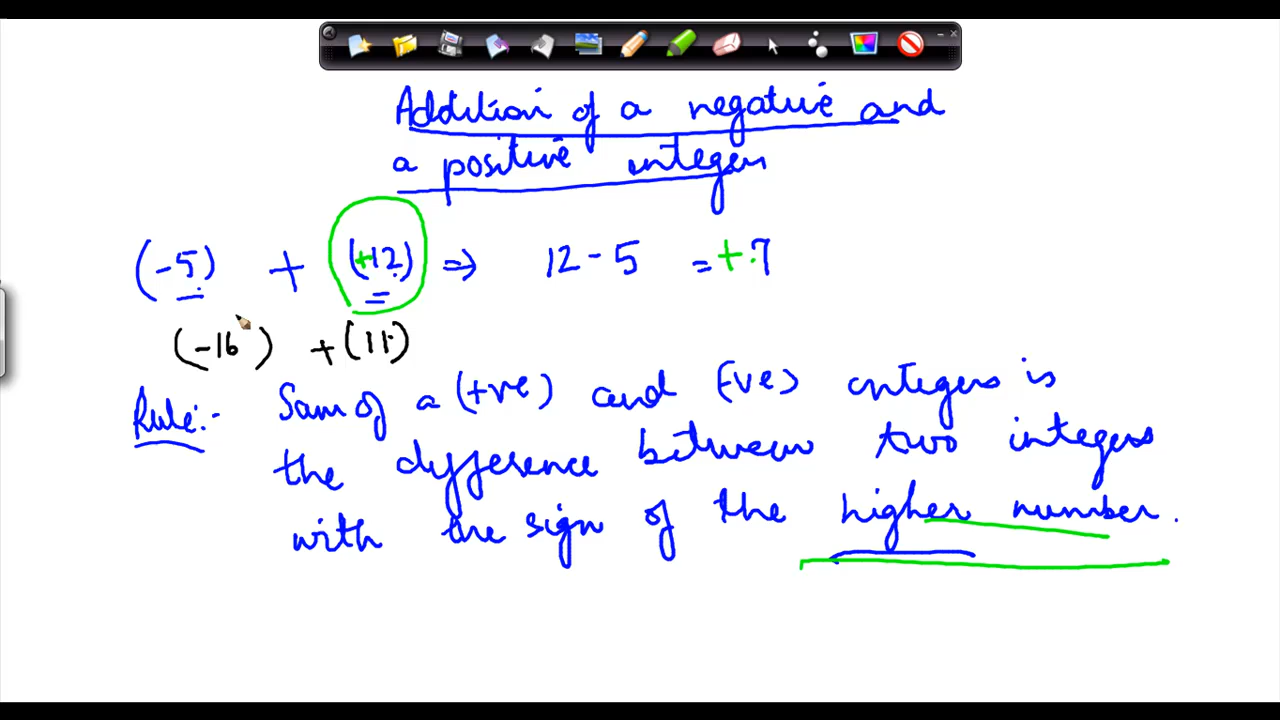 Addition of a negative and
a positive integer
(-5) + (+12) ⇒ 12 - 5 = +7
(-16) + (11)
Rule:- Sum of a (+ve) and (-ve) integers is
the difference between two integers
with the sign of the higher number.